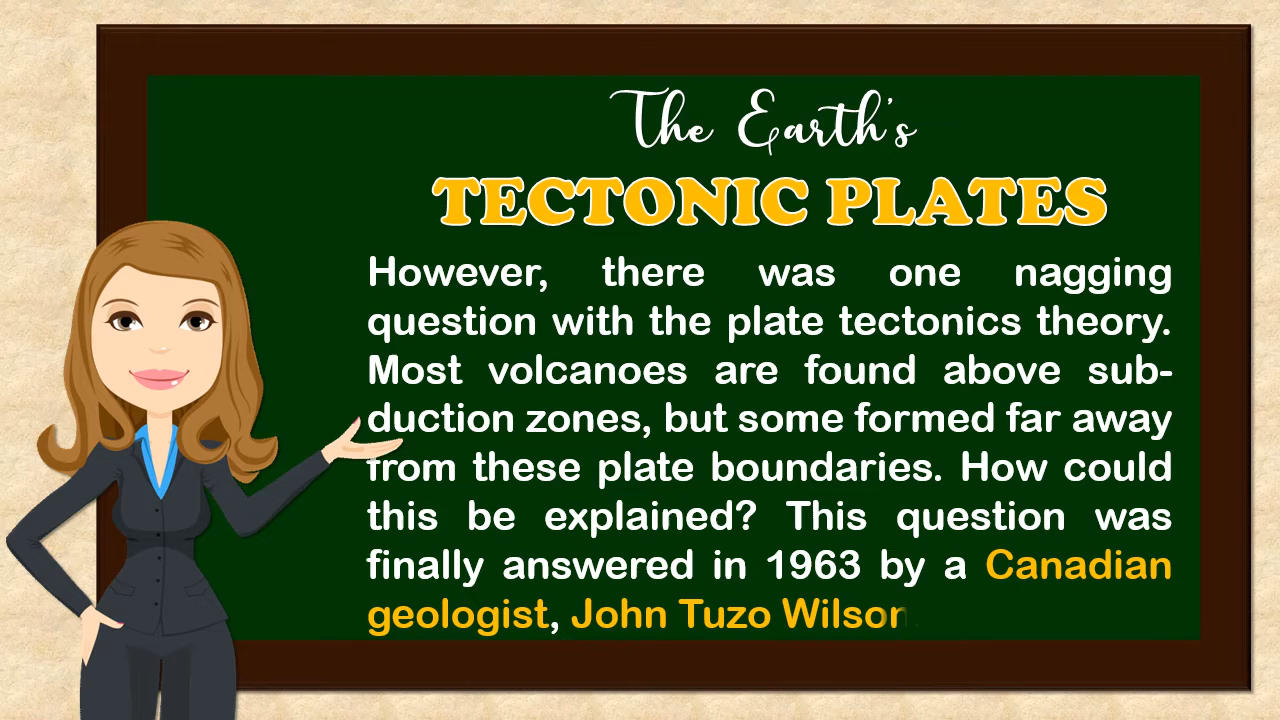 The Earth's
TECTONIC PLATES
However, there was one nagging
question with the plate tectonics theory.
Most volcanoes are found above sub-
duction zones, but some formed far away
from these plate boundaries. How could
this be explained? This question was
finally answered in 1963 by a Canadian
geologist, John Tuzo Wilson